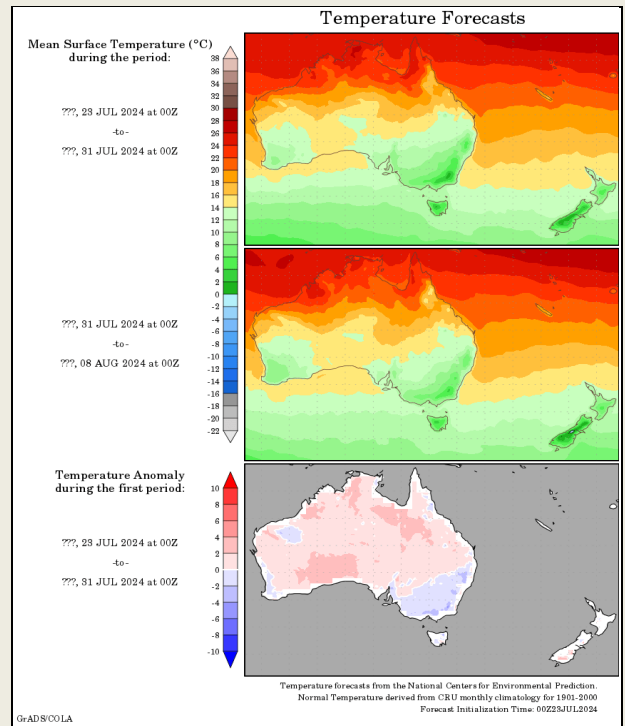 Temperature Forecasts
Mean Surface Temperature (°C)
during the period:
???, 23 JUL 2024 at 00Z
-to-
???, 31 JUL 2024 at 00Z
38
36
34
32
30
28
26
24
22
20
18
16
14
12
10
8
6
4
2
0
-2
-4
-6
-8
-10
-12
-14
-16
-18
-20
-22
???, 31 JUL 2024 at 00Z
-to-
???, 08 AUG 2024 at 00Z
Temperature Anomaly
during the first period:
???, 23 JUL 2024 at 00Z
-to-
???, 31 JUL 2024 at 00Z
10
8
6
4
2
0
-2
-4
-6
-8
-10
Temperature forecasts from the National Centers for Environmental Prediction.
Normal Temperature derived from CRU monthly climatology for 1901-2000
Forecast Initialization Time: 00Z23JUL2024
GrADS/COLA